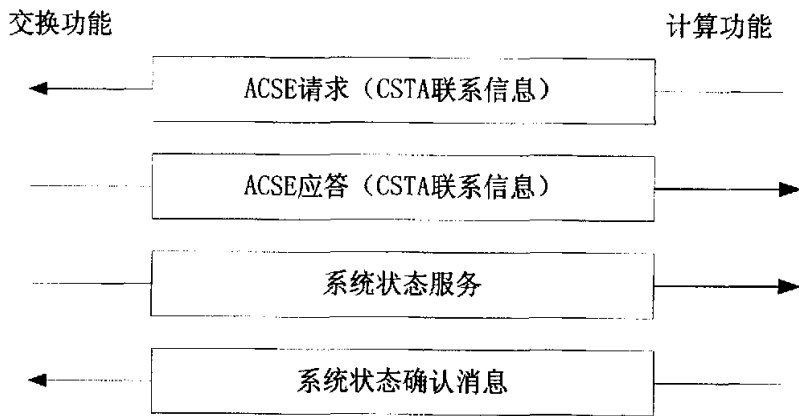 交换功能
计算功能
ACSE请求（CSTA联系信息）
ACSE应答（CSTA联系信息）
系统状态服务
系统状态确认消息